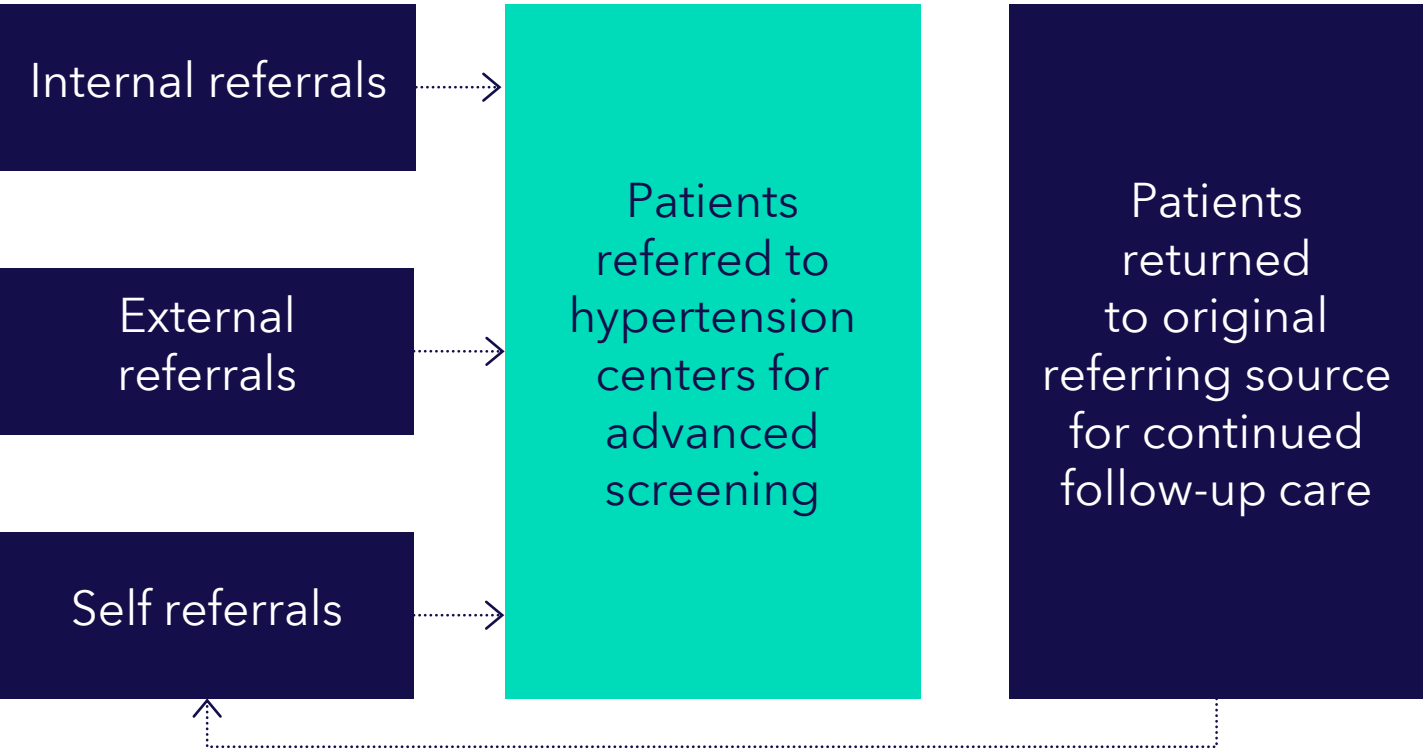 Internal referrals
External
referrals
Self referrals
Patients
referred to
hypertension
centers for
advanced
screening
Patients
returned
to original
referring source
for continued
follow-up care